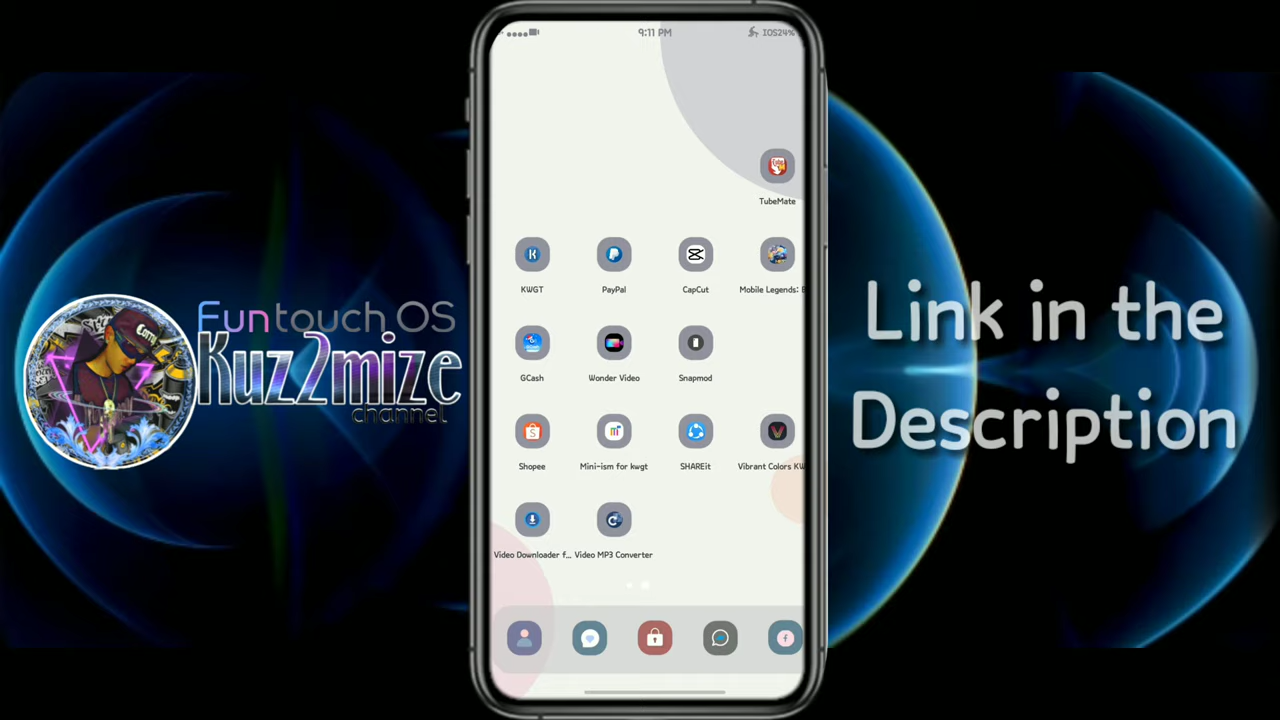 9:11 PM
IOS24%
TubeMate
KWGT
PayPal
CapCut
Mobile Legends: B
GCash
Wonder Video
Snapmod
Shopee
Mini-ism for kwgt
SHAREit
Vibrant Colors KW
Video Downloader f...
Video MP3 Converter
Funtouch OS
Kuz2mize
channel
Link in the
Description